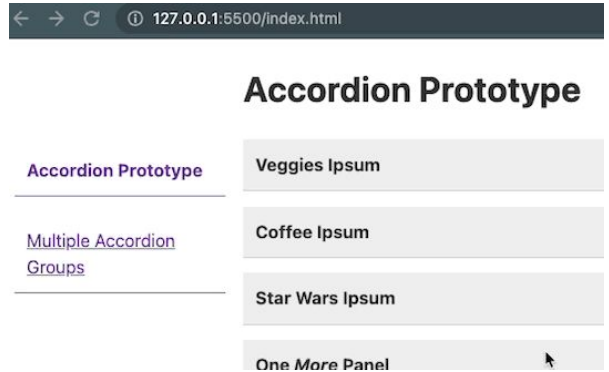 127.0.0.1:5500/index.html
Accordion Prototype
Accordion Prototype
Multiple Accordion
Groups
Veggies Ipsum
Coffee Ipsum
Star Wars Ipsum
One More Panel